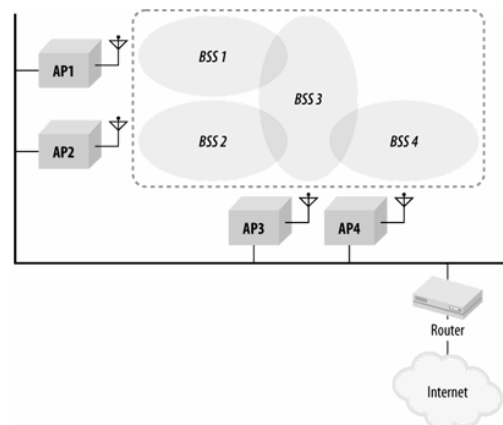 AP1
BSS 1
BSS 3
AP2
BSS 2
BSS 4
AP3
AP4
Router
Internet